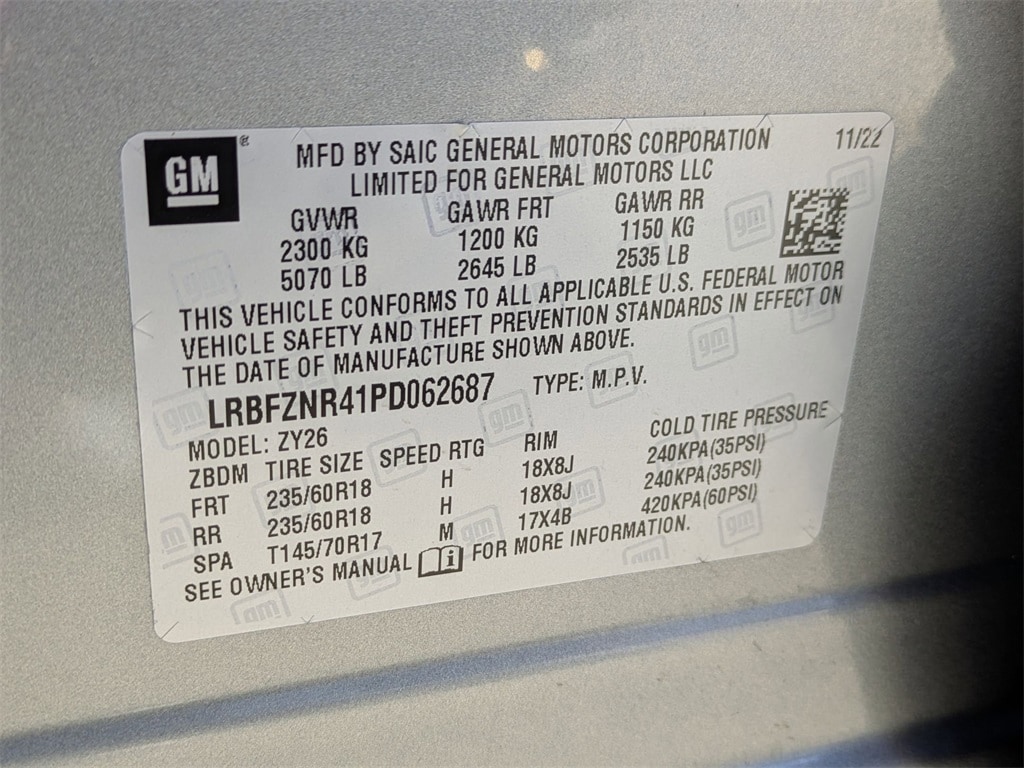 GM ® MFD BY SAIC GENERAL MOTORS CORPORATION 11/22
LIMITED FOR GENERAL MOTORS LLC
GVWR GAWR FRT GAWR RR
2300 KG 1200 KG 1150 KG
5070 LB 2645 LB 2535 LB
THIS VEHICLE CONFORMS TO ALL APPLICABLE U.S. FEDERAL MOTOR
VEHICLE SAFETY AND THEFT PREVENTION STANDARDS IN EFFECT ON
THE DATE OF MANUFACTURE SHOWN ABOVE.
LRBFZNR41PD062687 TYPE: M.P.V.
MODEL: ZY26
ZBDM TIRE SIZE SPEED RTG RIM COLD TIRE PRESSURE
FRT 235/60R18 H 18X8J 240KPA(35PSI)
RR 235/60R18 H 18X8J 240KPA(35PSI)
SPA T145/70R17 M 17X4B 420KPA(60PSI)
SEE OWNER'S MANUAL FOR MORE INFORMATION.